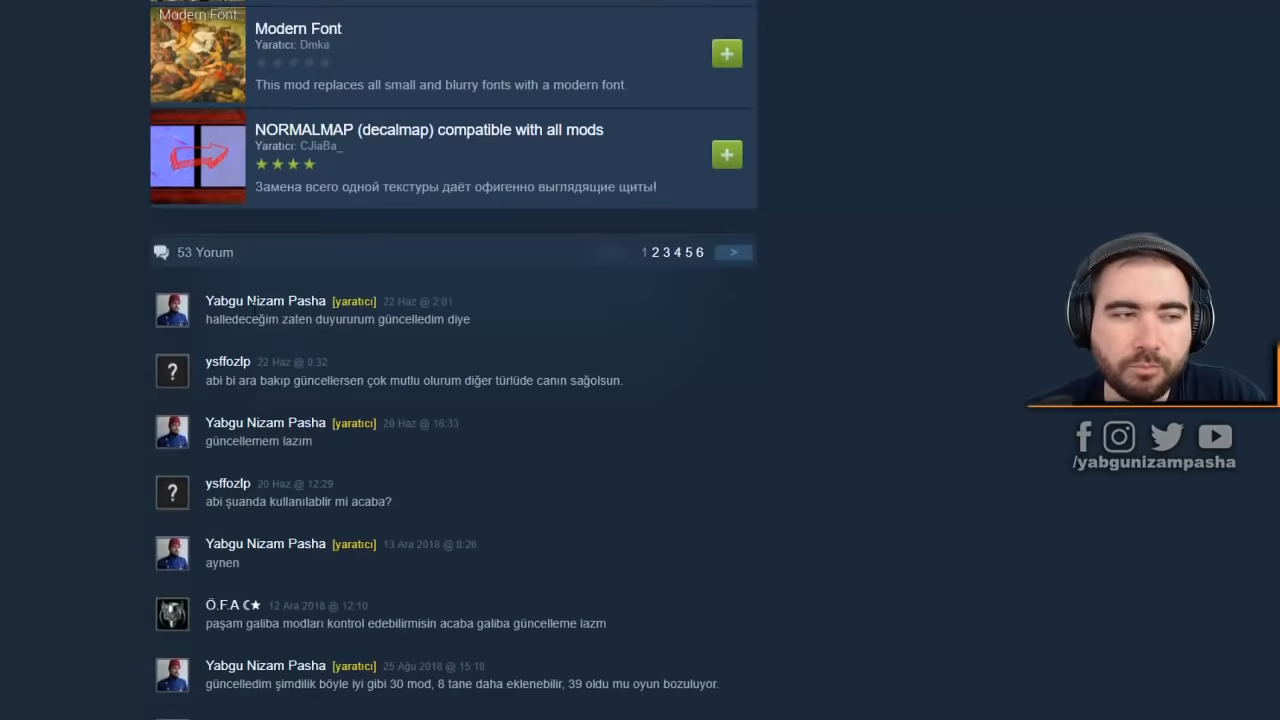 Modern Font
Modern Font
Yaratıcı: Dmka
This mod replaces all small and blurry fonts with a modern font.
NORMALMAP (decalmap) compatible with all mods
Yaratıcı: CJiaBa_
Замена всего одной текстуры даёт офигенно выглядящие щиты!
53 Yorum
1 2 3 4 5 6 >
Yabgu Nizam Pasha [yaratıcı] 22 Haz @ 2:01
halledeceğim zaten duyururum güncelledim diye
ysffozlp 22 Haz @ 0:32
abi bi ara bakıp güncellersen çok mutlu olurum diğer türlüde canın sağolsun.
Yabgu Nizam Pasha [yaratıcı] 20 Haz @ 16:33
güncellemem lazım
ysffozlp 20 Haz @ 12:29
abi şuanda kullanılablir mi acaba?
Yabgu Nizam Pasha [yaratıcı] 13 Ara 2018 @ 8:26
aynen
Ö.F.A ☾★ 12 Ara 2018 @ 12:10
paşam galiba modları kontrol edebilirmisin acaba galiba güncelleme lazm
Yabgu Nizam Pasha [yaratıcı] 25 Ağu 2018 @ 15:18
güncelledim şimdilik böyle iyi gibi 30 mod, 8 tane daha eklenebilir, 39 oldu mu oyun bozuluyor.
/yabgunizampasha